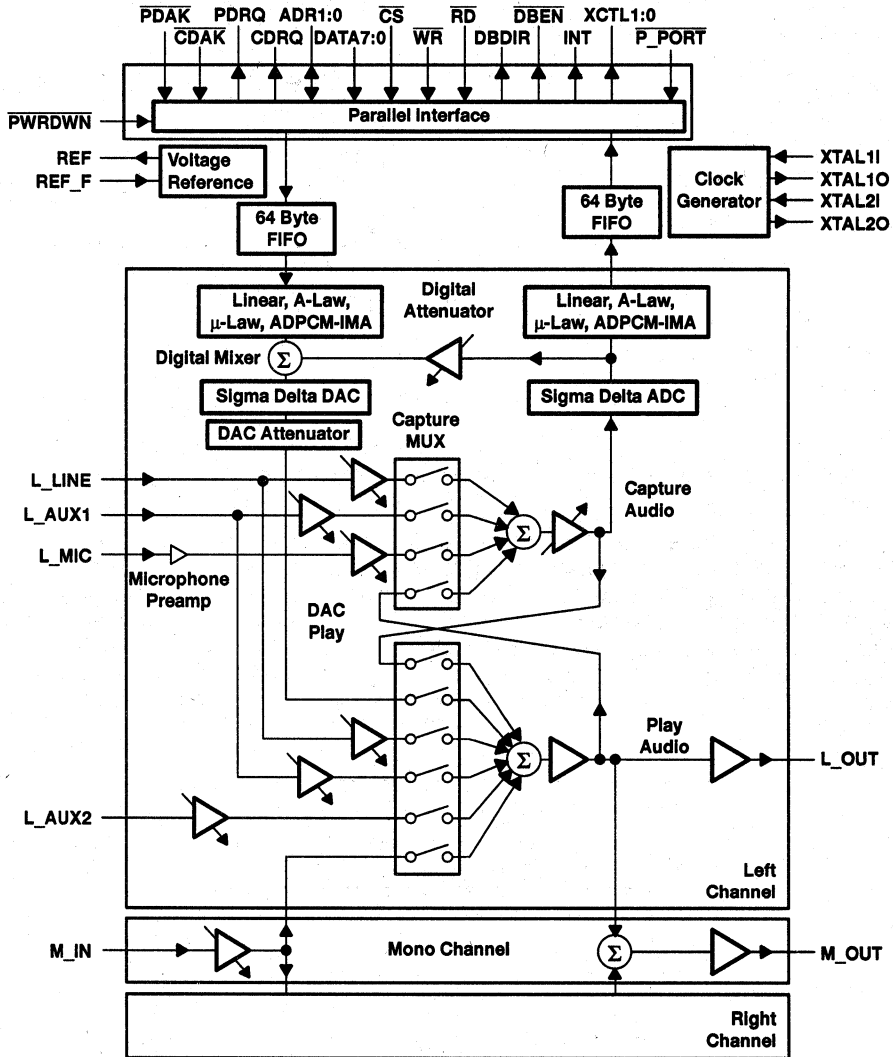 PDAK PDRQ ADR1:0 CS RD DBEN XCTL1:0
CDAK CDRQ DATA7:0 WR DBDIR INT P_PORT
Parallel Interface
PWRDWN
REF
REF_F
Voltage
Reference
64 Byte
FIFO
64 Byte
FIFO
Clock
Generator
XTAL1I
XTAL1O
XTAL2I
XTAL2O
Linear, A-Law,
μ-Law, ADPCM-IMA
Digital
Attenuator
Linear, A-Law,
μ-Law, ADPCM-IMA
Digital Mixer
Σ
Sigma Delta DAC
Sigma Delta ADC
DAC Attenuator
Capture
MUX
L_LINE
L_AUX1
L_MIC
Microphone
Preamp
Σ
Capture
Audio
DAC
Play
Σ
Play
Audio
L_OUT
L_AUX2
Left
Channel
M_IN
Mono Channel
Σ
M_OUT
Right
Channel